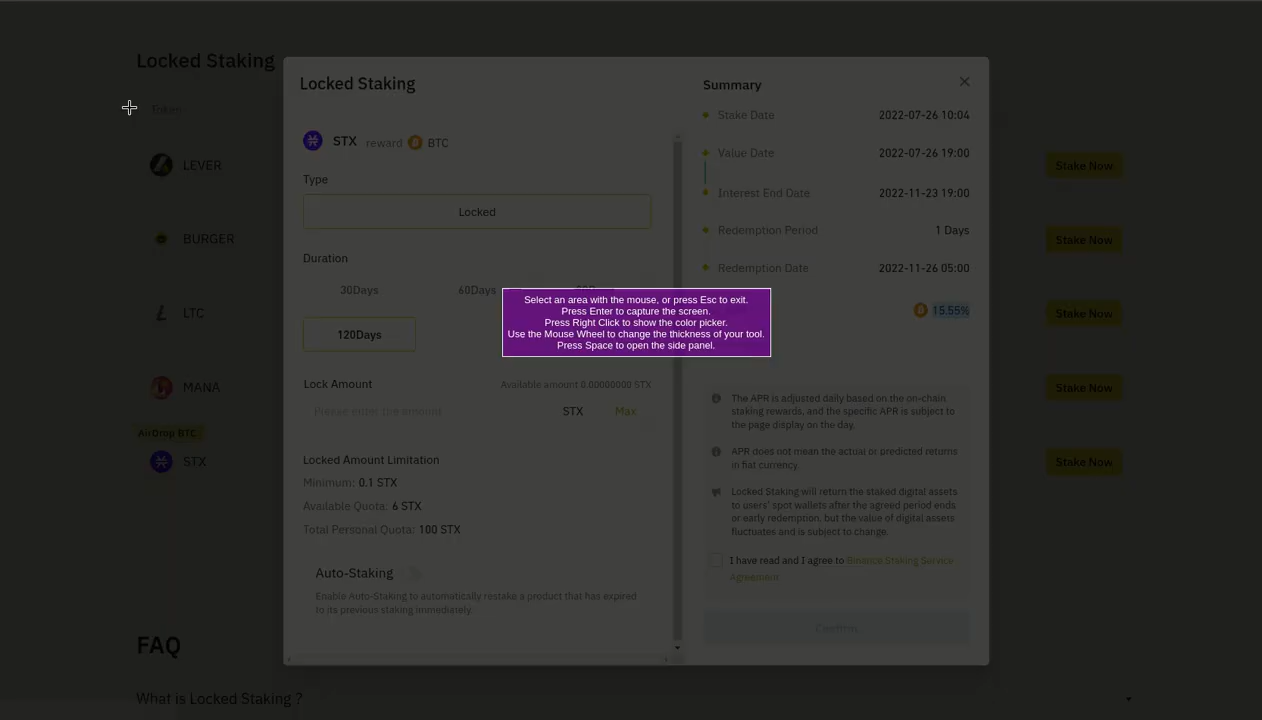 Locked Staking
Token
LEVER
BURGER
LTC
MANA
AirDrop BTC
STX
Locked Staking
STX reward BTC
Type
Locked
Duration
30Days 60Days
120Days
Lock Amount Available amount 0.00000000 STX
Please enter the amount STX Max
Locked Amount Limitation
Minimum: 0.1 STX
Available Quota: 6 STX
Total Personal Quota: 100 STX
Auto-Staking
Enable Auto-Staking to automatically restake a product that has expired
to its previous staking immediately.
Summary
Stake Date 2022-07-26 10:04
Value Date 2022-07-26 19:00
Interest End Date 2022-11-23 19:00
Redemption Period 1 Days
Redemption Date 2022-11-26 05:00
15.55%
The APR is adjusted daily based on the on-chain
staking rewards, and the specific APR is subject to
the page display on the day.
APR does not mean the actual or predicted returns
in fiat currency.
Locked Staking will return the staked digital assets
to users' spot wallets after the agreed period ends
or early redemption, but the value of digital assets
fluctuates and is subject to change.
I have read and I agree to Binance Staking Service
Agreement
Confirm
Select an area with the mouse, or press Esc to exit.
Press Enter to capture the screen.
Press Right Click to show the color picker.
Use the Mouse Wheel to change the thickness of your tool.
Press Space to open the side panel.
Stake Now
Stake Now
Stake Now
Stake Now
Stake Now
FAQ
What is Locked Staking ?